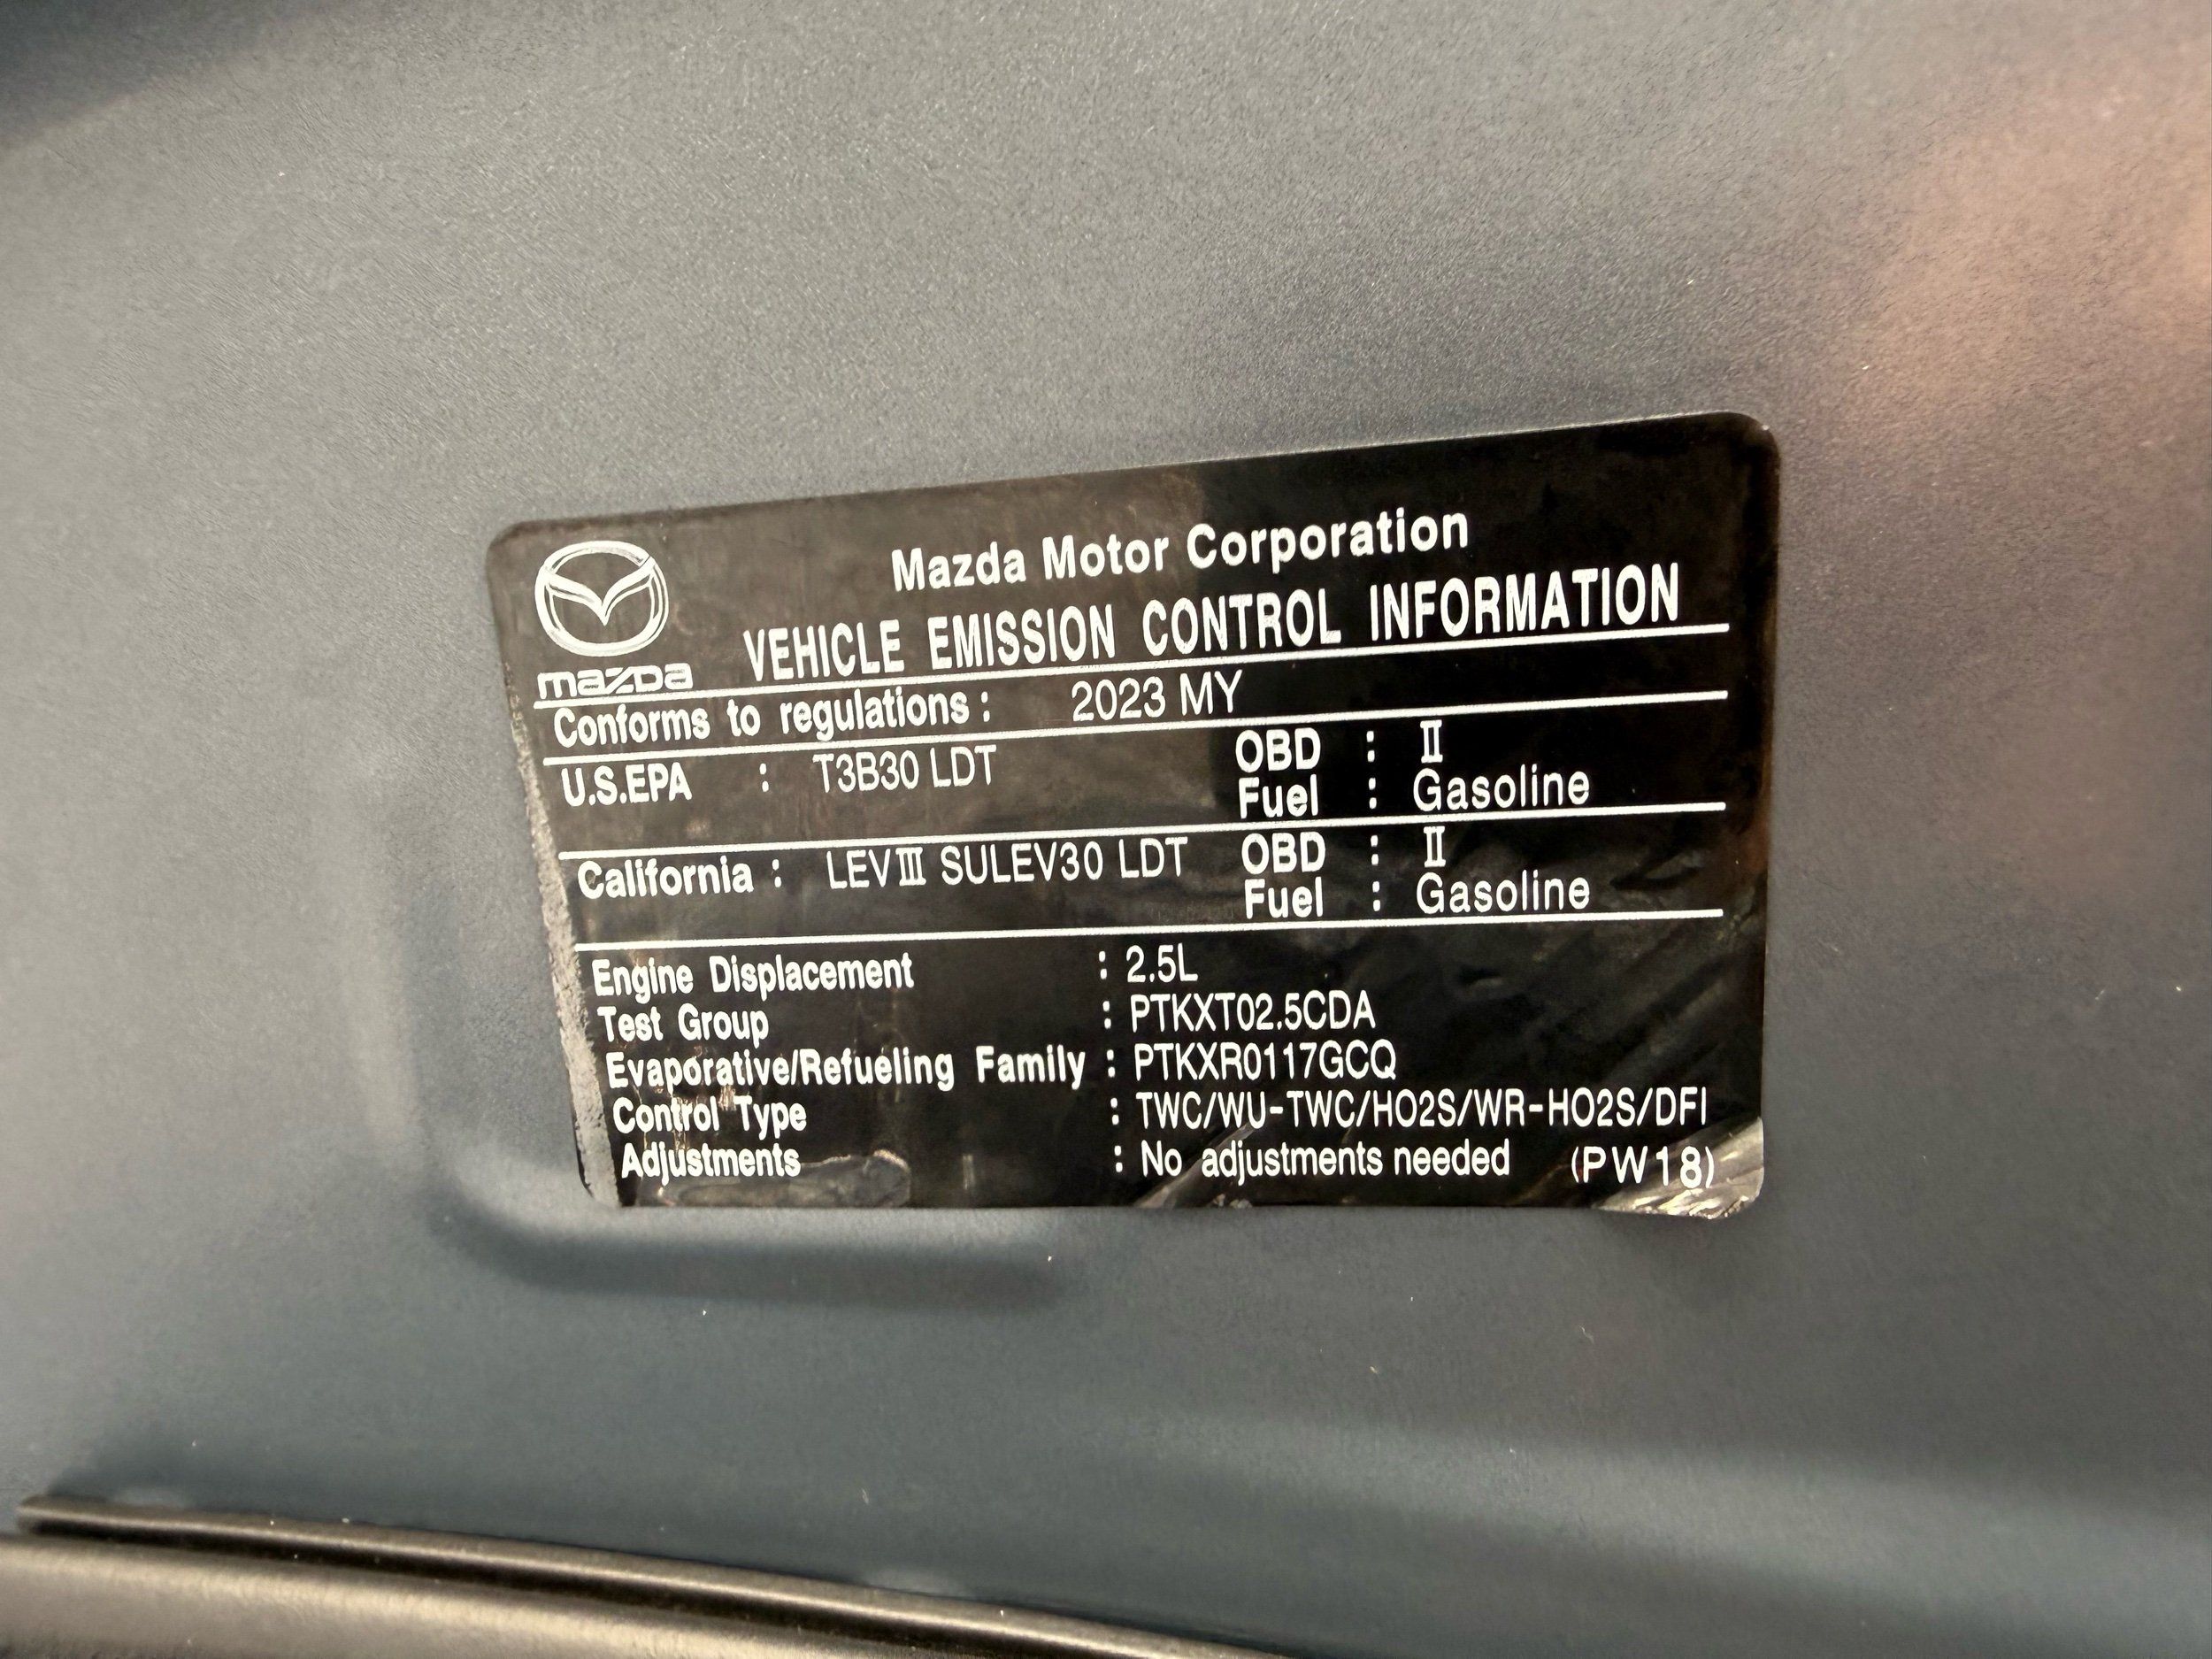 Mazda Motor Corporation
mazda
VEHICLE EMISSION CONTROL INFORMATION
Conforms to regulations : 2023 MY
U.S.EPA : T3B30 LDT OBD : Ⅱ
Fuel : Gasoline
California : LEVⅢ SULEV30 LDT OBD : Ⅱ
Fuel : Gasoline
Engine Displacement : 2.5L
Test Group : PTKXT02.5CDA
Evaporative/Refueling Family : PTKXR0117GCQ
Control Type : TWC/WU-TWC/HO2S/WR-HO2S/DFI
Adjustments : No adjustments needed (PW18)